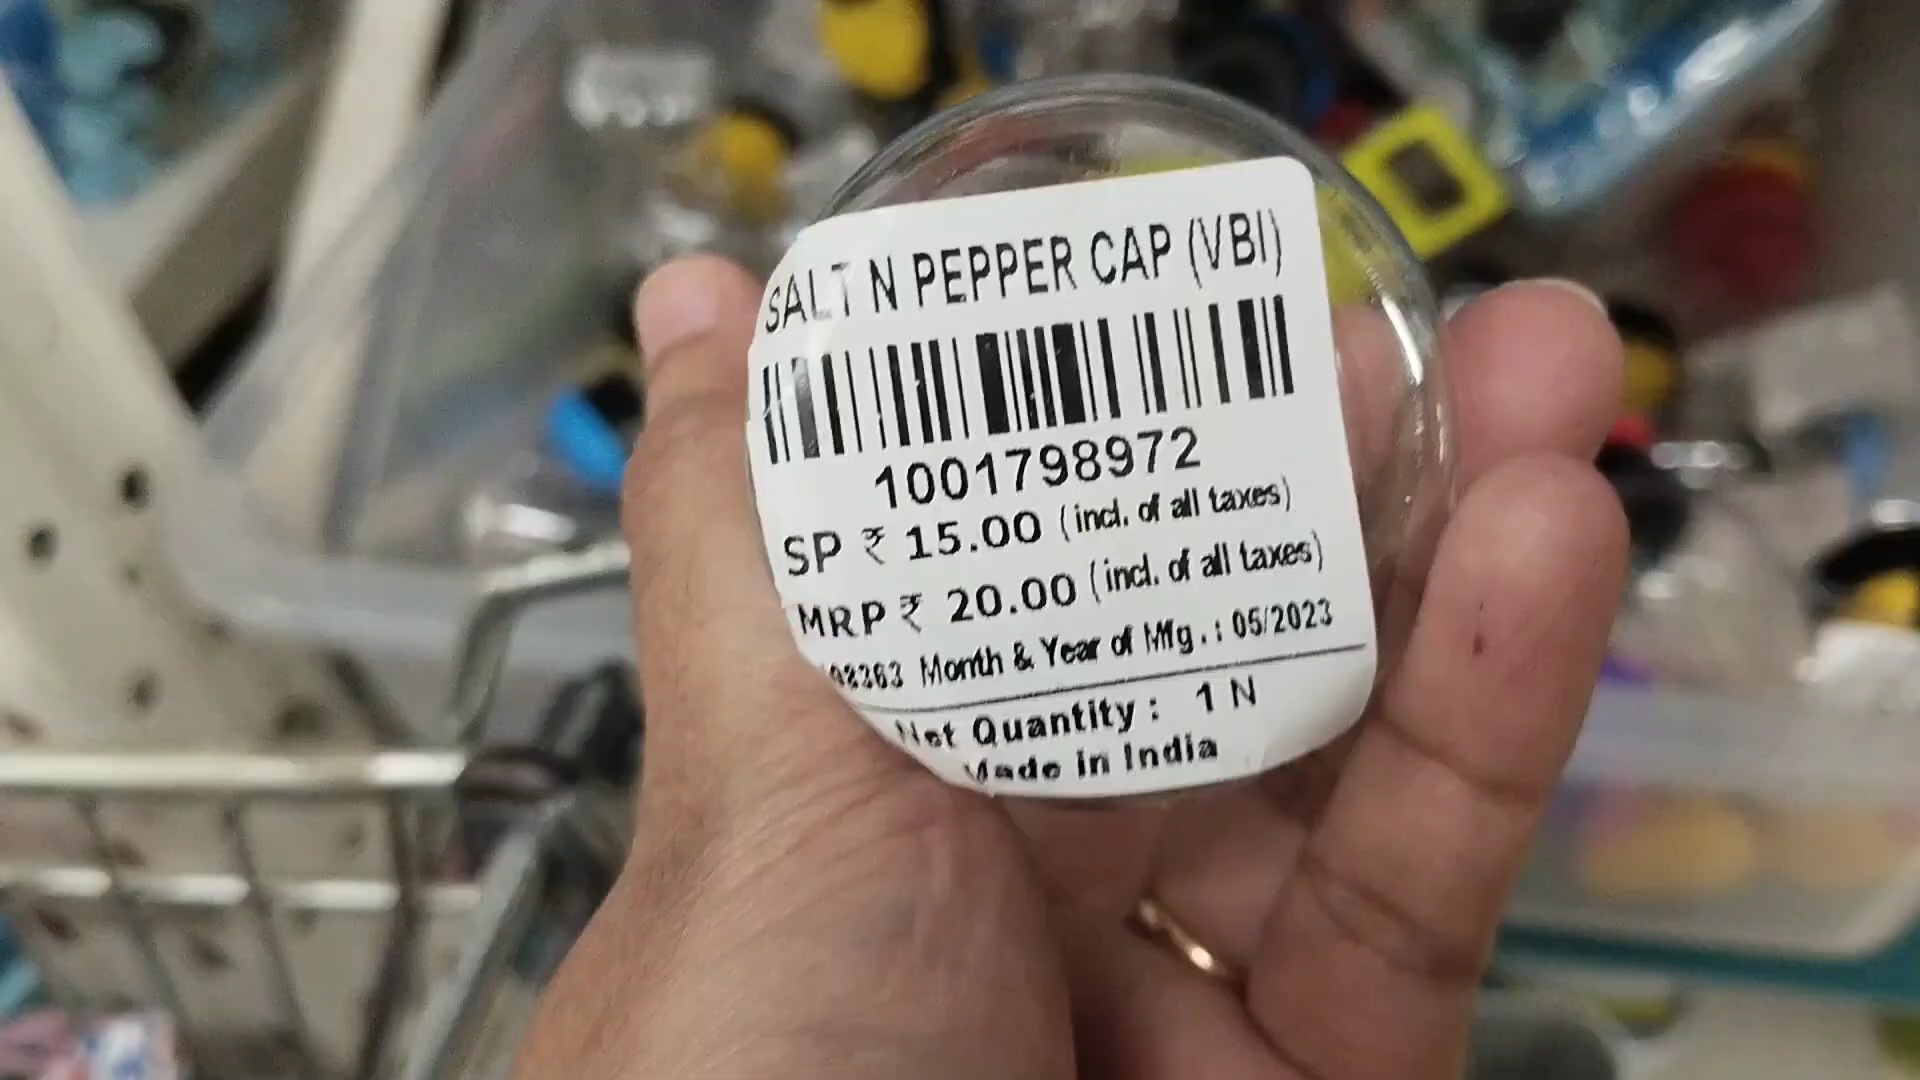 SALT N PEPPER CAP (VBI)
1001798972
SP ₹ 15.00 (incl. of all taxes)
MRP ₹ 20.00 (incl. of all taxes)
Month & Year of Mfg.: 05/2023
Net Quantity : 1 N
Made in India